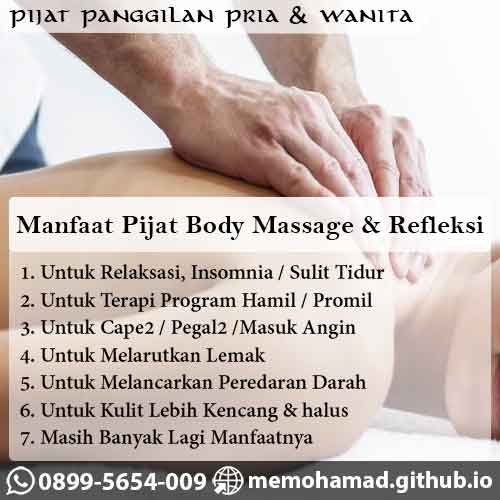 Pijat Panggilan Pria & Wanita
Manfaat Pijat Body Massage & Refleksi
1. Untuk Relaksasi, Insomnia / Sulit Tidur
2. Untuk Terapi Program Hamil / Promil
3. Untuk Cape2 / Pegal2 /Masuk Angin
4. Untuk Melarutkan Lemak
5. Untuk Melancarkan Peredaran Darah
6. Untuk Kulit Lebih Kencang & halus
7. Masih Banyak Lagi Manfaatnya
0899-5654-009 memohamad.github.io